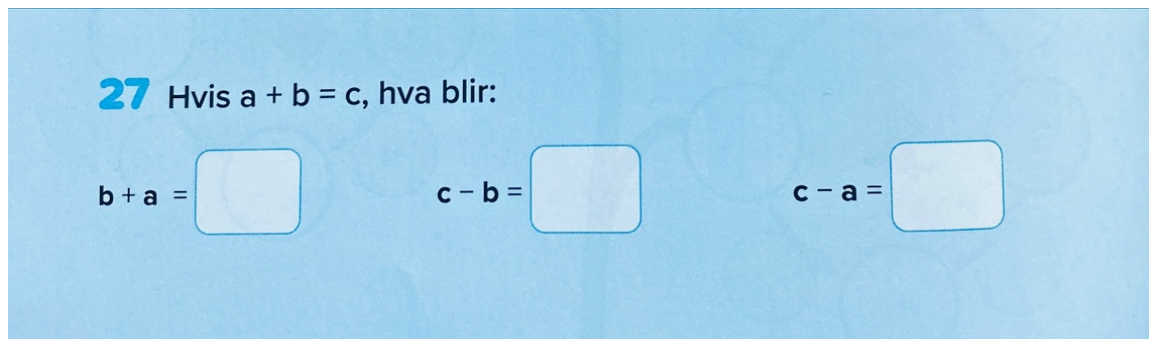 27 Hvis a + b = c, hva blir:
b + a = c – b = c – a =